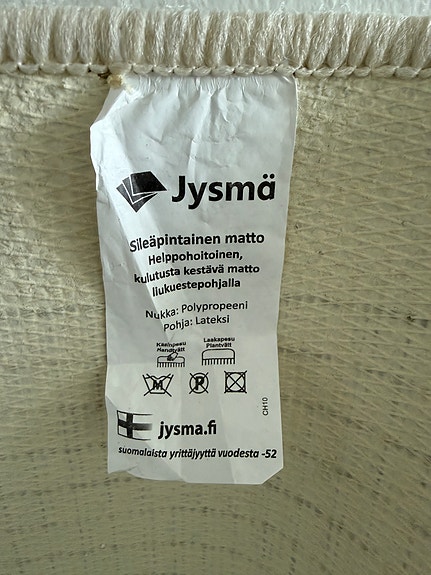 Jysmä
Sileäpintainen matto
Helppohoitoinen,
kulutusta kestävä matto
liukuestepohjalla
Nukka: Polypropeeni
Pohja: Lateksi
Käsinpesu Laakapesu
Handtvätt Plantvätt
P
CH10
jysma.fi
suomalaista yrittäjyyttä vuodesta -52